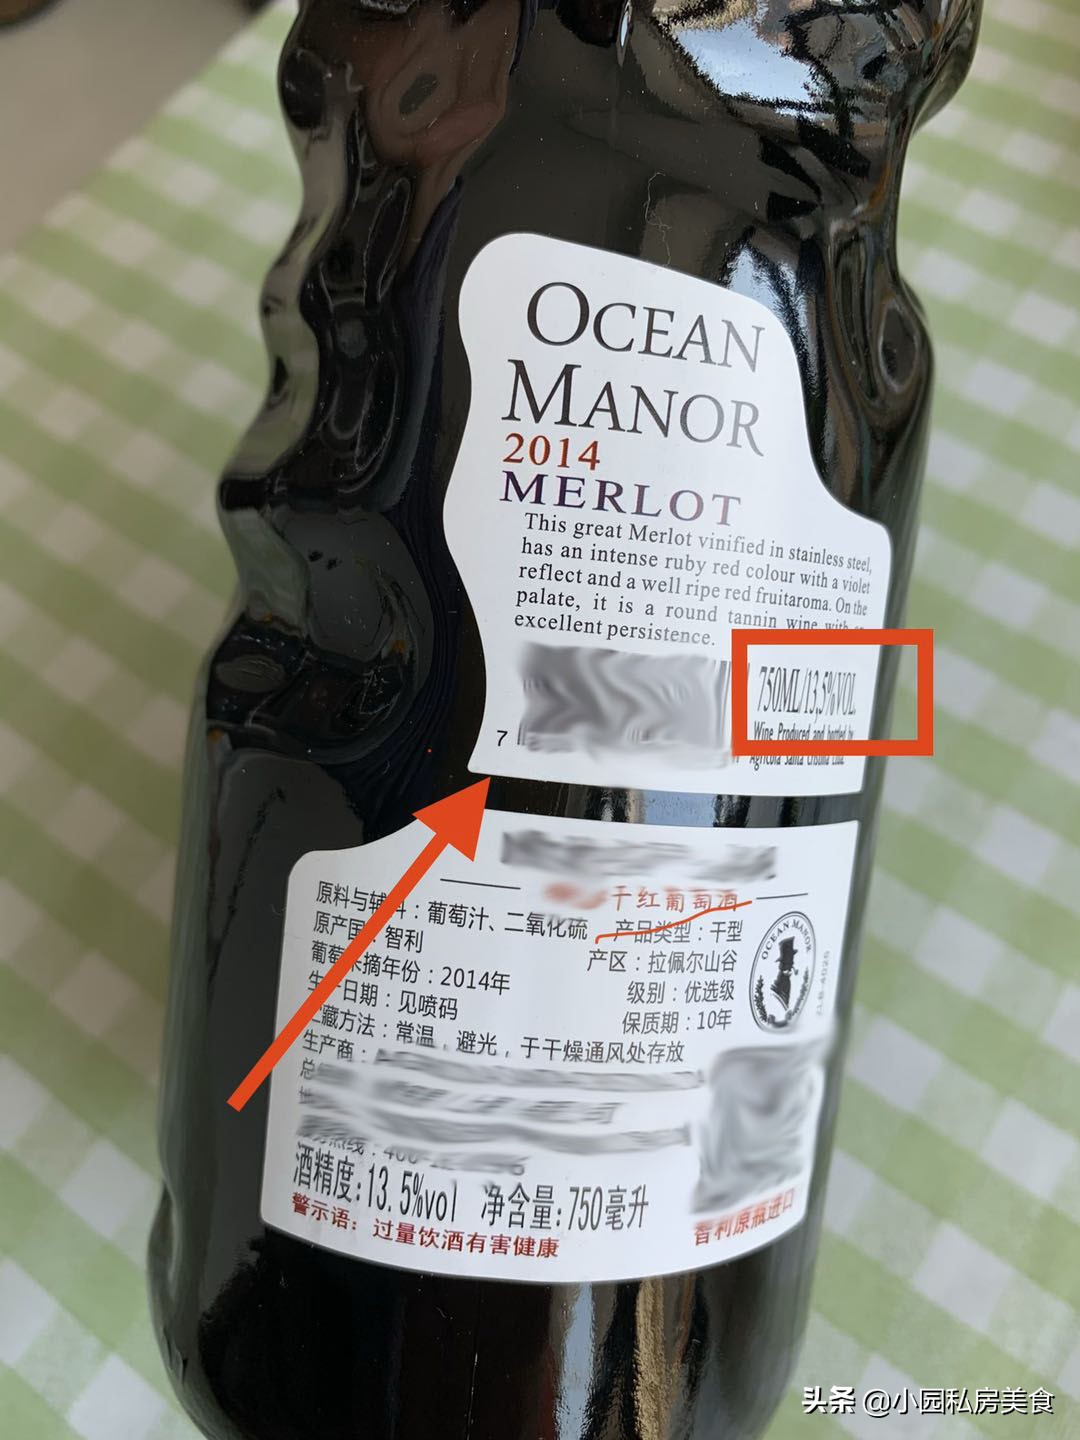 OCEAN
MANOR
2014
MERLOT
This great Merlot vinified in stainless steel,
has an intense ruby red colour with a violet
reflect and a well ripe red fruitaroma. On the
palate, it is a round tannin wine with an
excellent persistence.
750ML/13,5%VOL.
Wine Produced and bottled by
Agricola Santa
7
干红葡萄酒
原料与辅料：葡萄汁、二氧化硫
产品类型：干型
原产国：智利
产区：拉佩尔山谷
葡萄采摘年份：2014年
级别：优选级
生产日期：见喷码
保质期：10年
贮藏方法：常温，避光，于干燥通风处存放
OCEAN MANOR
生产商：
酒精度：13.5%vol 净含量：750毫升
警示语：过量饮酒有害健康
智利原瓶进口
头条 @小园私房美食